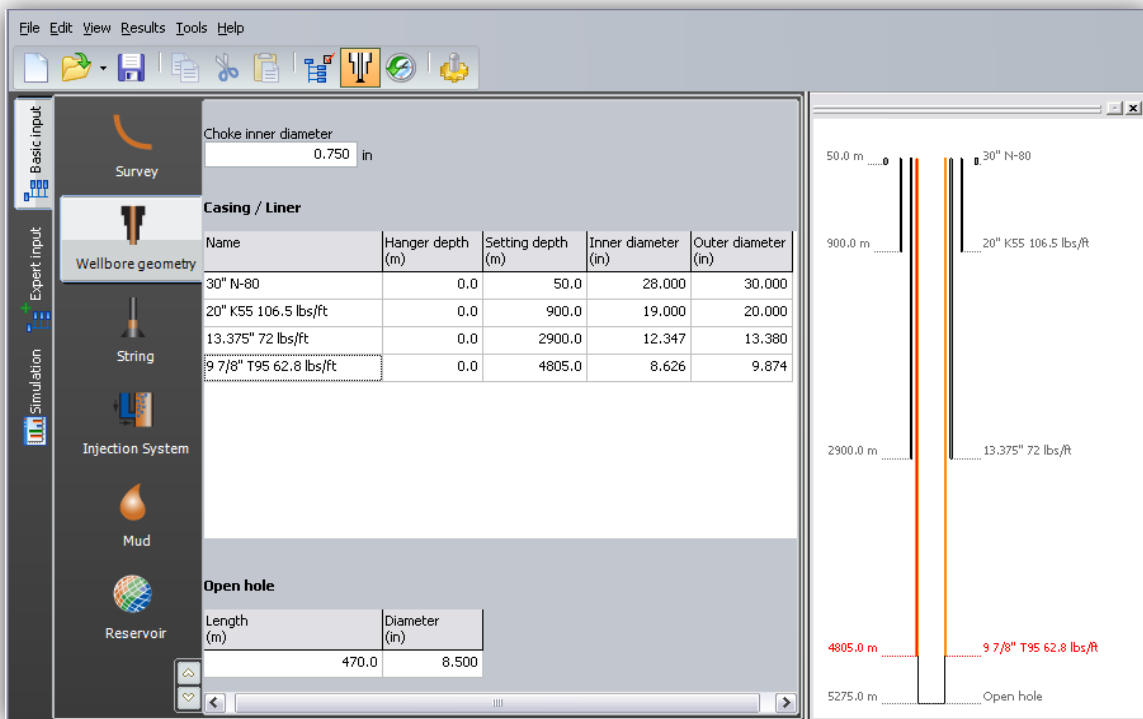 File Edit View Results Tools Help
Basic input
Expert input
Simulation
Survey
Wellbore geometry
String
Injection System
Mud
Reservoir
Choke inner diameter
0.750 in
Casing / Liner
Name Hanger depth (m) Setting depth (m) Inner diameter (in) Outer diameter (in)
30" N-80 0.0 50.0 28.000 30.000
20" K55 106.5 lbs/ft 0.0 900.0 19.000 20.000
13.375" 72 lbs/ft 0.0 2900.0 12.347 13.380
9 7/8" T95 62.8 lbs/ft 0.0 4805.0 8.626 9.874
Open hole
Length (m) Diameter (in)
470.0 8.500
50.0 m 30" N-80
900.0 m 20" K55 106.5 lbs/ft
2900.0 m 13.375" 72 lbs/ft
4805.0 m 9 7/8" T95 62.8 lbs/ft
5275.0 m Open hole